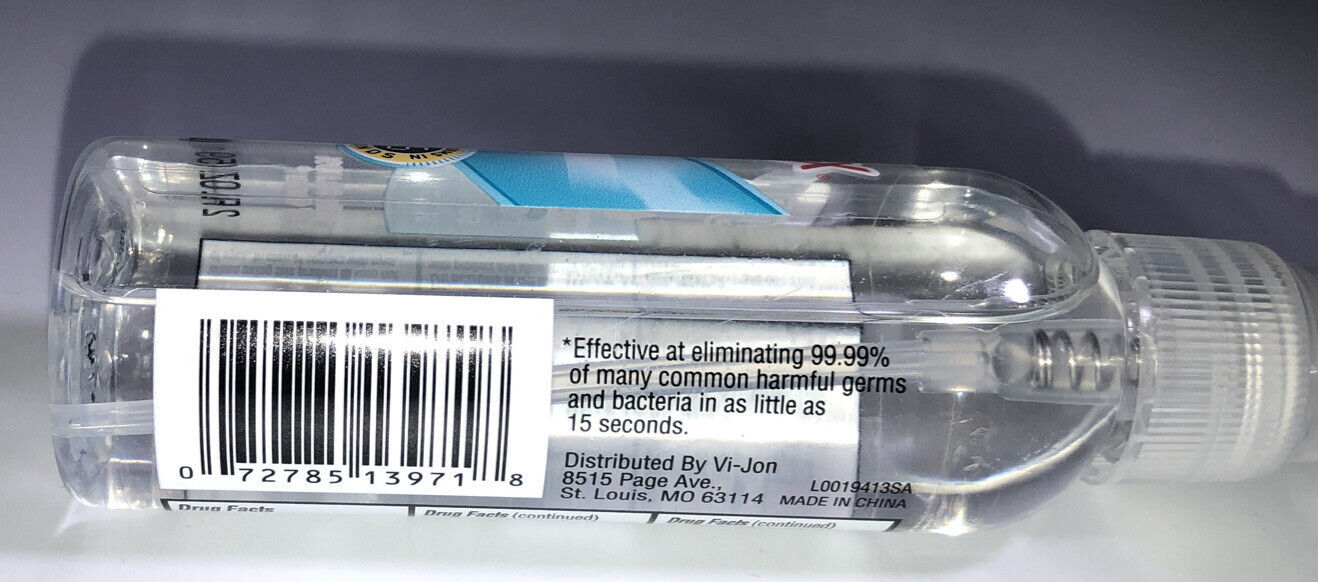 *Effective at eliminating 99.99%
of many common harmful germs
and bacteria in as little as
15 seconds.
Distributed By Vi-Jon
8515 Page Ave.,
St. Louis, MO 63114
L0019413SA
MADE IN CHINA
0 72785 13971 8
Drug Facts
Drug Facts (continued)
Drug Facts (continued)